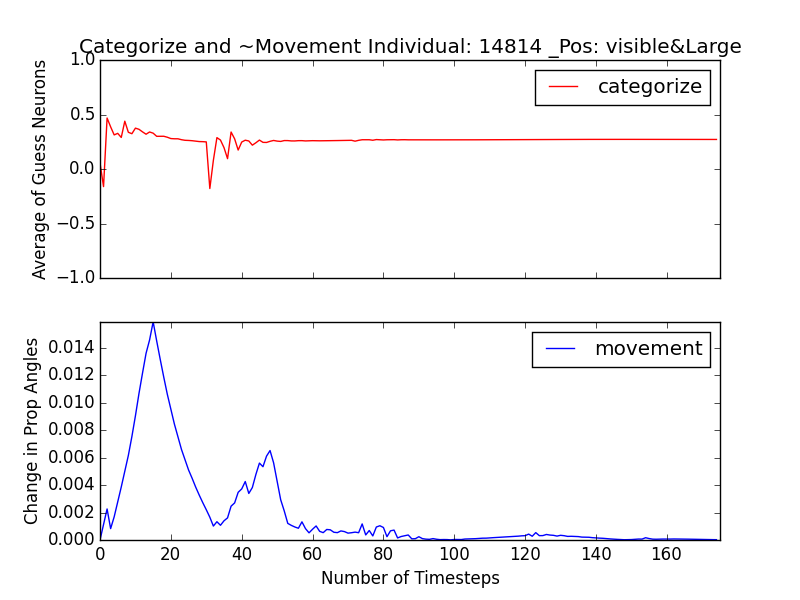 Categorize and ~Movement Individual: 14814 _Pos: visible&Large
1.0
0.5
0.0
−0.5
−1.0
Average of Guess Neurons
categorize
0.014
0.012
0.010
0.008
0.006
0.004
0.002
0.000
Change in Prop Angles
movement
0 20 40 60 80 100 120 140 160
Number of Timesteps